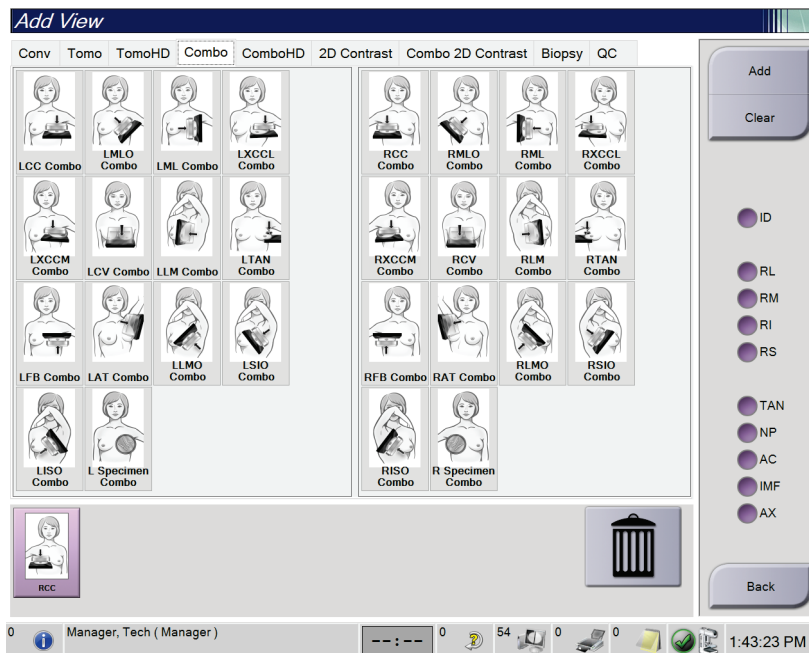 Add View
Conv Tomo TomoHD Combo ComboHD 2D Contrast Combo 2D Contrast Biopsy QC
LCC Combo
LMLO
Combo
LML Combo
LXCCL
Combo
RCC
Combo
RMLO
Combo
RML
Combo
RXCCL
Combo
LXCCM
Combo
LCV Combo
LLM Combo
LTAN
Combo
RXCCM
Combo
RCV
Combo
RLM
Combo
RTAN
Combo
LFB Combo
LAT Combo
LLMO
Combo
LSIO
Combo
RFB Combo
RAT Combo
RLMO
Combo
RSIO
Combo
LISO
Combo
L Specimen
Combo
RISO
Combo
R Specimen
Combo
Add
Clear
ID
RL
RM
RI
RS
TAN
NP
AC
IMF
AX
Back
RCC
0
Manager, Tech ( Manager )
--:--
0
54
0
0
1:43:23 PM